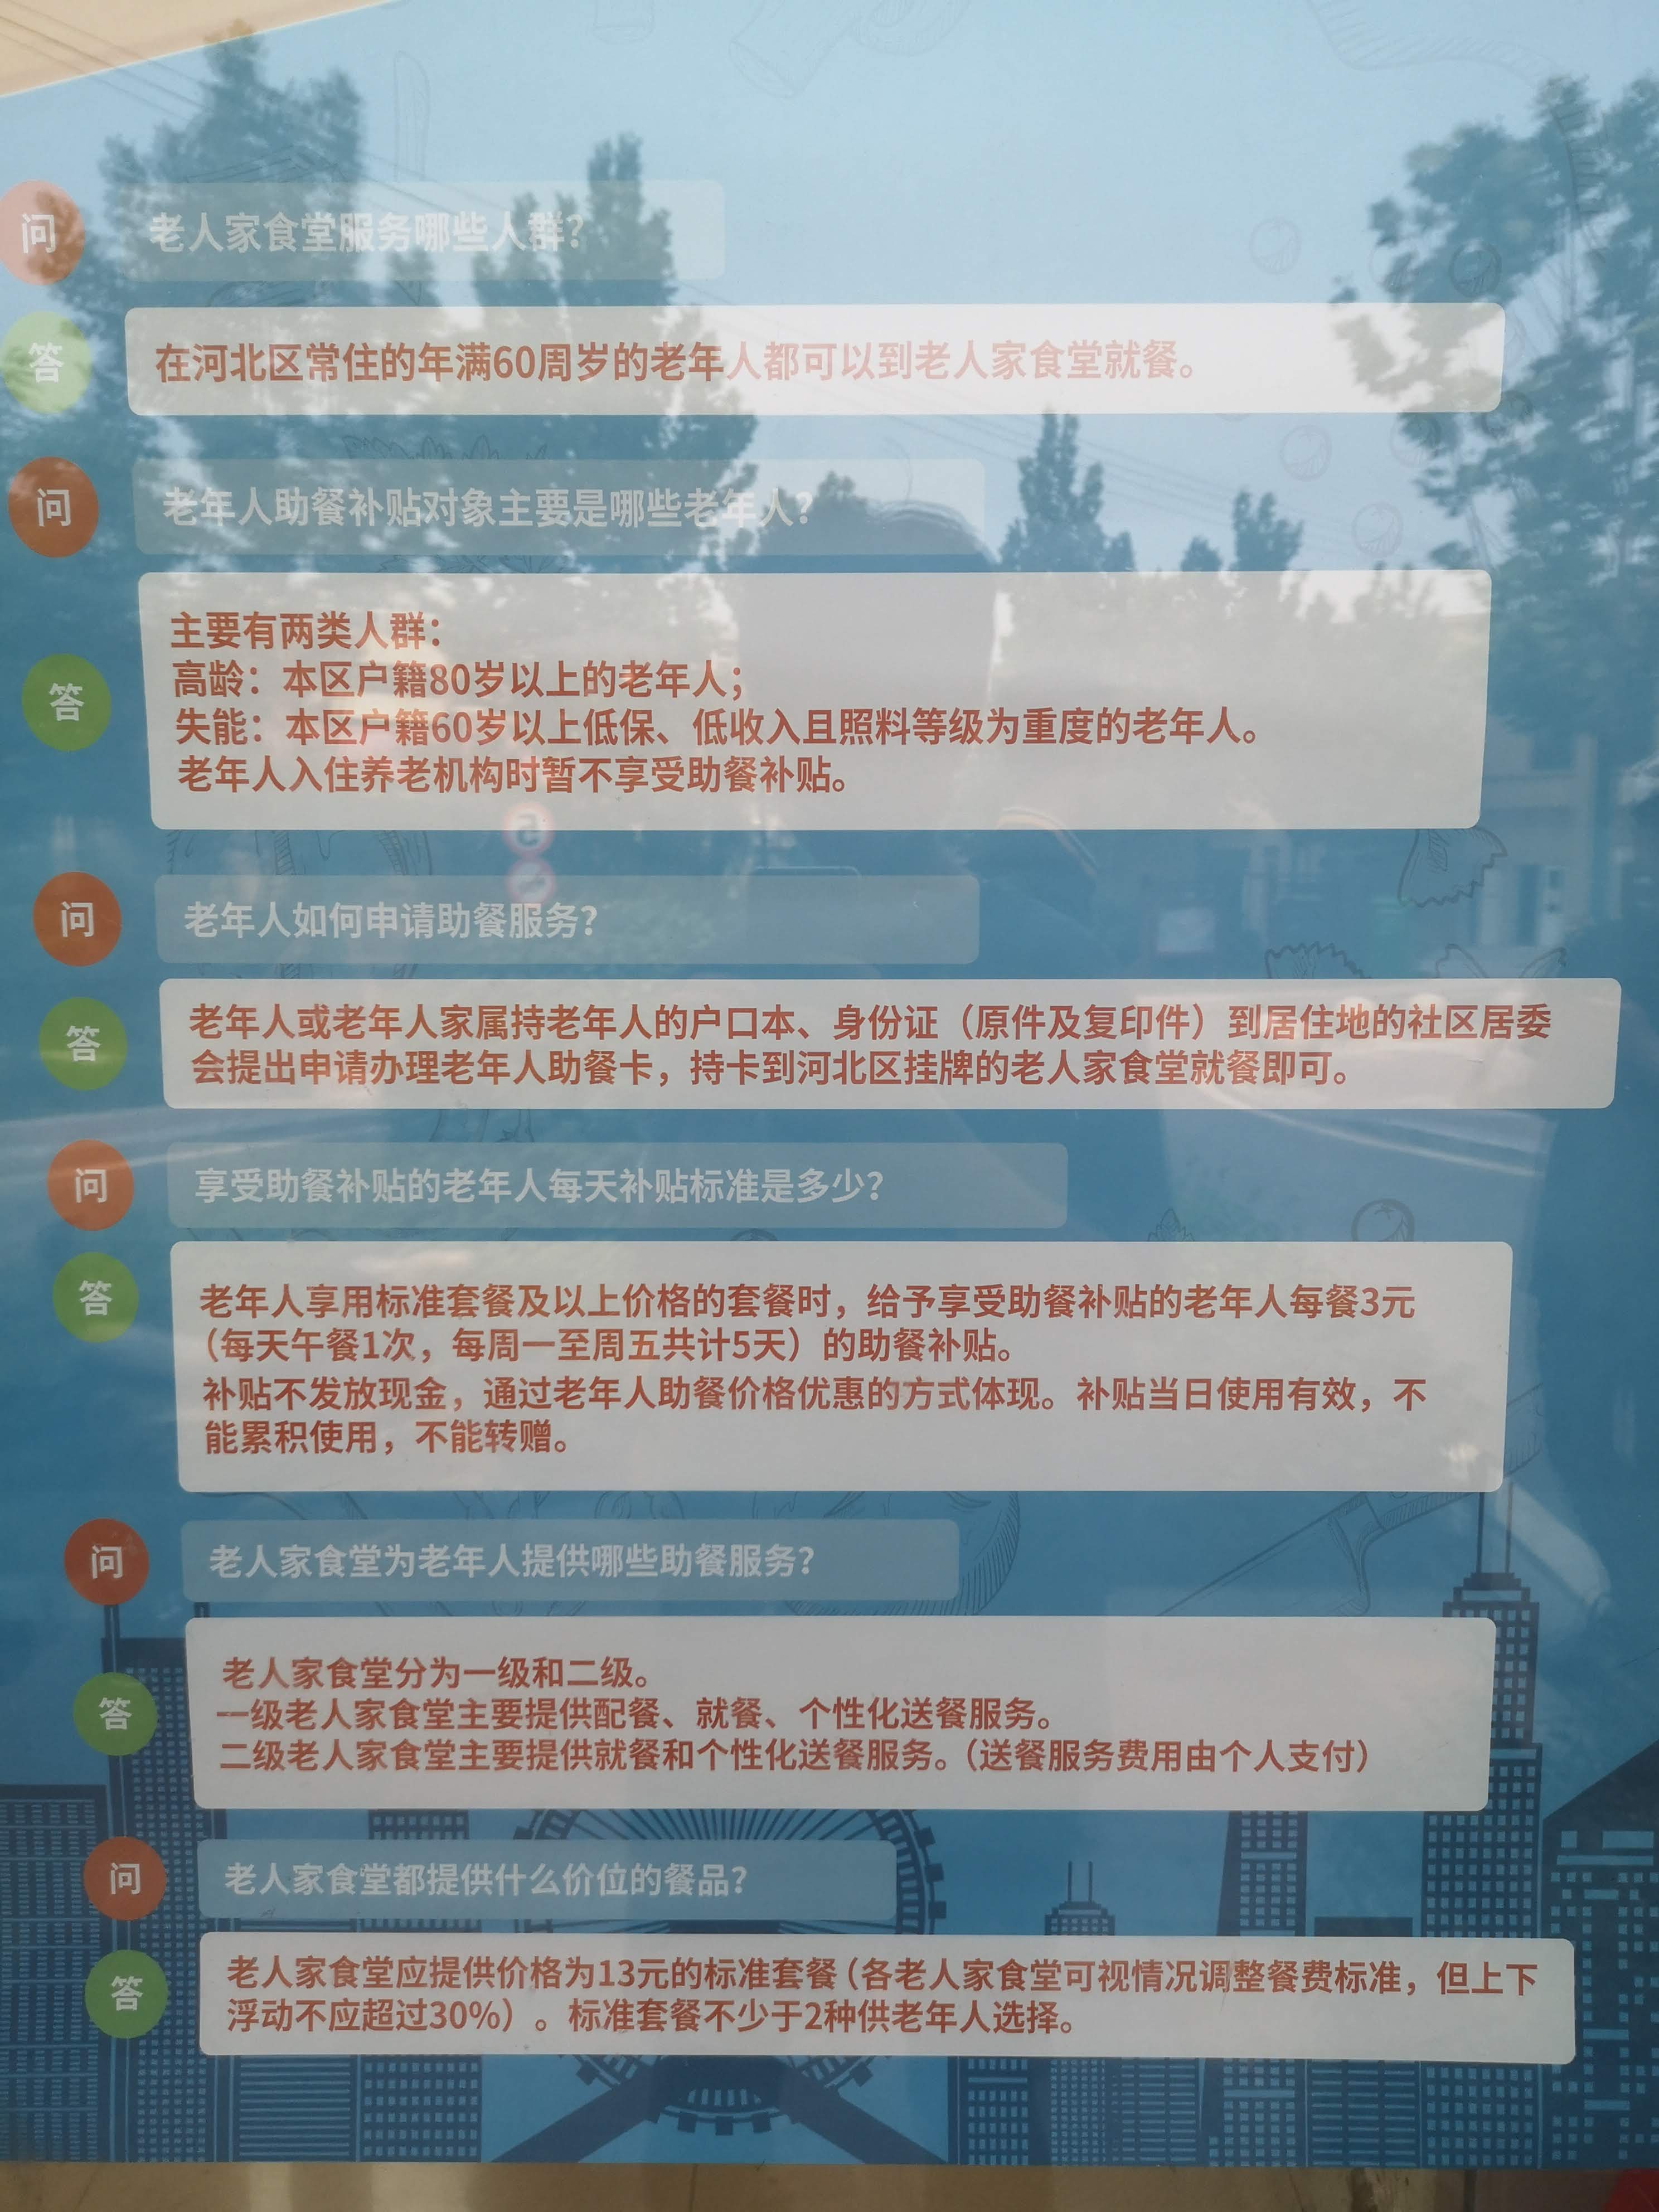 问
老人家食堂服务哪些人群？
答
在河北区常住的年满60周岁的老年人都可以到老人家食堂就餐。
问
老年人助餐补贴对象主要是哪些老年人？
答
主要有两类人群：
高龄：本区户籍80岁以上的老年人；
失能：本区户籍60岁以上低保、低收入且照料等级为重度的老年人。
老年人入住养老机构时暂不享受助餐补贴。
问
老年人如何申请助餐服务？
答
老年人或老年人家属持老年人的户口本、身份证（原件及复印件）到居住地的社区居委
会提出申请办理老年人助餐卡，持卡到河北区挂牌的老人家食堂就餐即可。
问
享受助餐补贴的老年人每天补贴标准是多少？
答
老年人享用标准套餐及以上价格的套餐时，给予享受助餐补贴的老年人每餐3元
（每天午餐1次，每周一至周五共计5天）的助餐补贴。
补贴不发放现金，通过老年人助餐价格优惠的方式体现。补贴当日使用有效，不
能累积使用，不能转赠。
问
老人家食堂为老年人提供哪些助餐服务？
答
老人家食堂分为一级和二级。
一级老人家食堂主要提供配餐、就餐、个性化送餐服务。
二级老人家食堂主要提供就餐和个性化送餐服务。（送餐服务费用由个人支付）
问
老人家食堂都提供什么价位的餐品？
答
老人家食堂应提供价格为13元的标准套餐（各老人家食堂可视情况调整餐费标准，但上下
浮动不应超过30%）。标准套餐不少于2种供老年人选择。
5